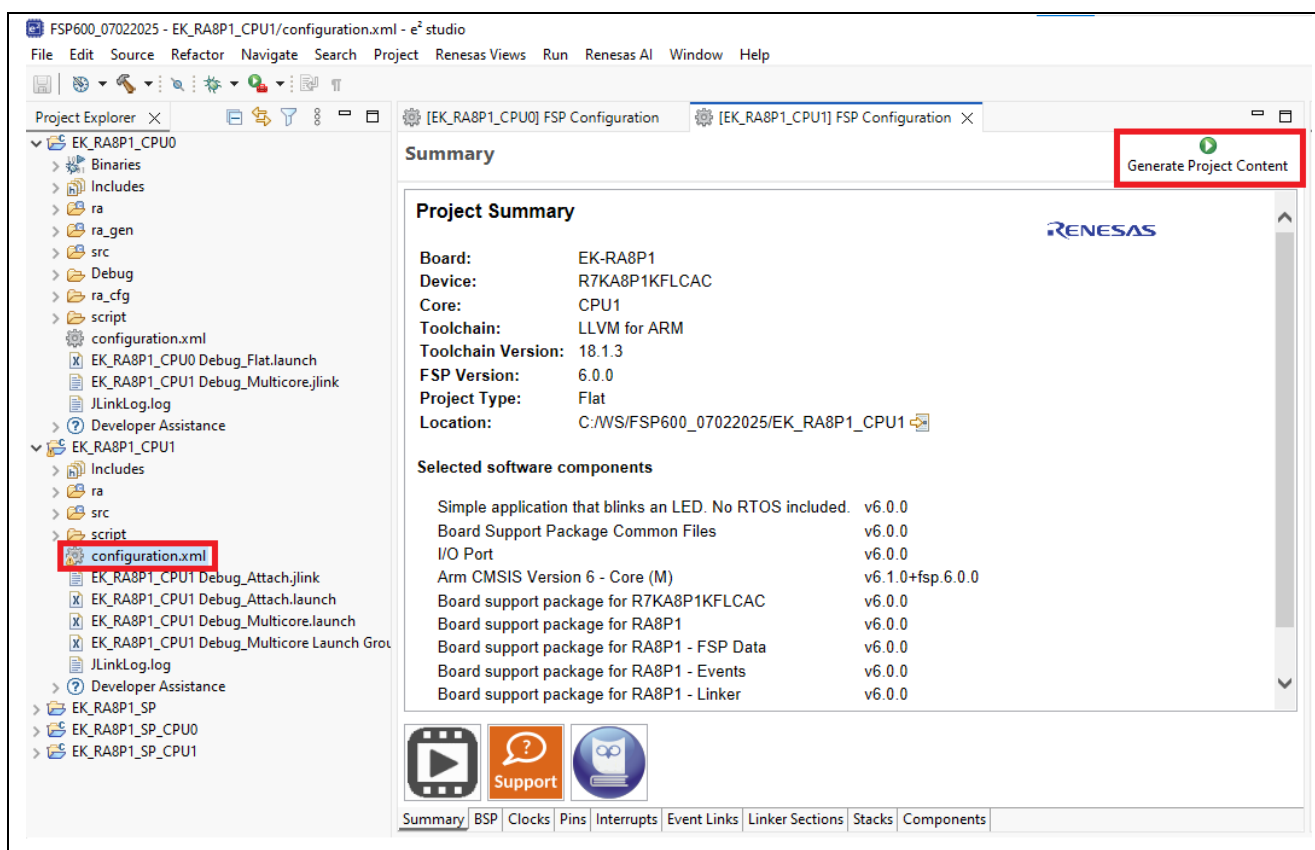 FSP600_07022025 - EK_RA8P1_CPU1/configuration.xml - e² studio
File Edit Source Refactor Navigate Search Project Renesas Views Run Renesas AI Window Help
Project Explorer
EK_RA8P1_CPU0
Binaries
Includes
ra
ra_gen
src
Debug
ra_cfg
script
configuration.xml
EK_RA8P1_CPU0 Debug_Flat.launch
EK_RA8P1_CPU1 Debug_Multicore.jlink
JLinkLog.log
Developer Assistance
EK_RA8P1_CPU1
Includes
ra
src
script
configuration.xml
EK_RA8P1_CPU1 Debug_Attach.jlink
EK_RA8P1_CPU1 Debug_Attach.launch
EK_RA8P1_CPU1 Debug_Multicore.launch
EK_RA8P1_CPU1 Debug_Multicore Launch Grou
JLinkLog.log
Developer Assistance
EK_RA8P1_SP
EK_RA8P1_SP_CPU0
EK_RA8P1_SP_CPU1
[EK_RA8P1_CPU0] FSP Configuration [EK_RA8P1_CPU1] FSP Configuration
Summary
Generate Project Content
Project Summary
RENESAS
Board: EK-RA8P1
Device: R7KA8P1KFLCAC
Core: CPU1
Toolchain: LLVM for ARM
Toolchain Version: 18.1.3
FSP Version: 6.0.0
Project Type: Flat
Location: C:/WS/FSP600_07022025/EK_RA8P1_CPU1
Selected software components
Simple application that blinks an LED. No RTOS included. v6.0.0
Board Support Package Common Files v6.0.0
I/O Port v6.0.0
Arm CMSIS Version 6 - Core (M) v6.1.0+fsp.6.0.0
Board support package for R7KA8P1KFLCAC v6.0.0
Board support package for RA8P1 v6.0.0
Board support package for RA8P1 - FSP Data v6.0.0
Board support package for RA8P1 - Events v6.0.0
Board support package for RA8P1 - Linker v6.0.0
Support
Summary BSP Clocks Pins Interrupts Event Links Linker Sections Stacks Components